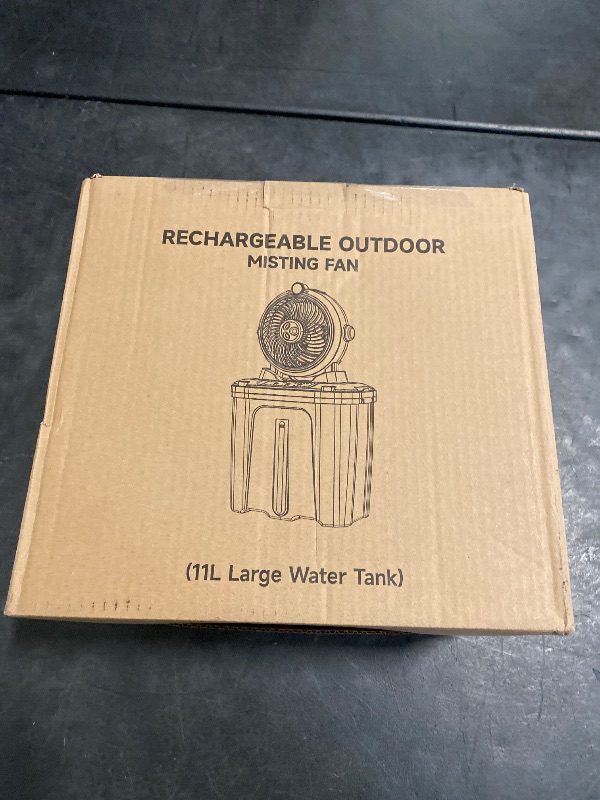 RECHARGEABLE OUTDOOR
MISTING FAN
(11L Large Water Tank)